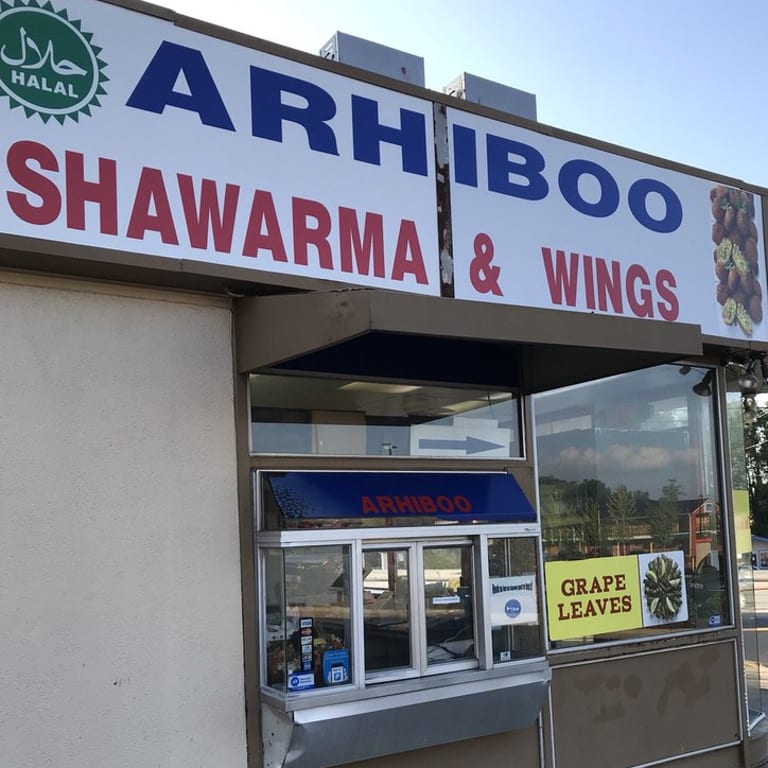 حلال
HALAL
ARHIBOO
SHAWARMA & WINGS
ARHIBOO
GRAPE
LEAVES